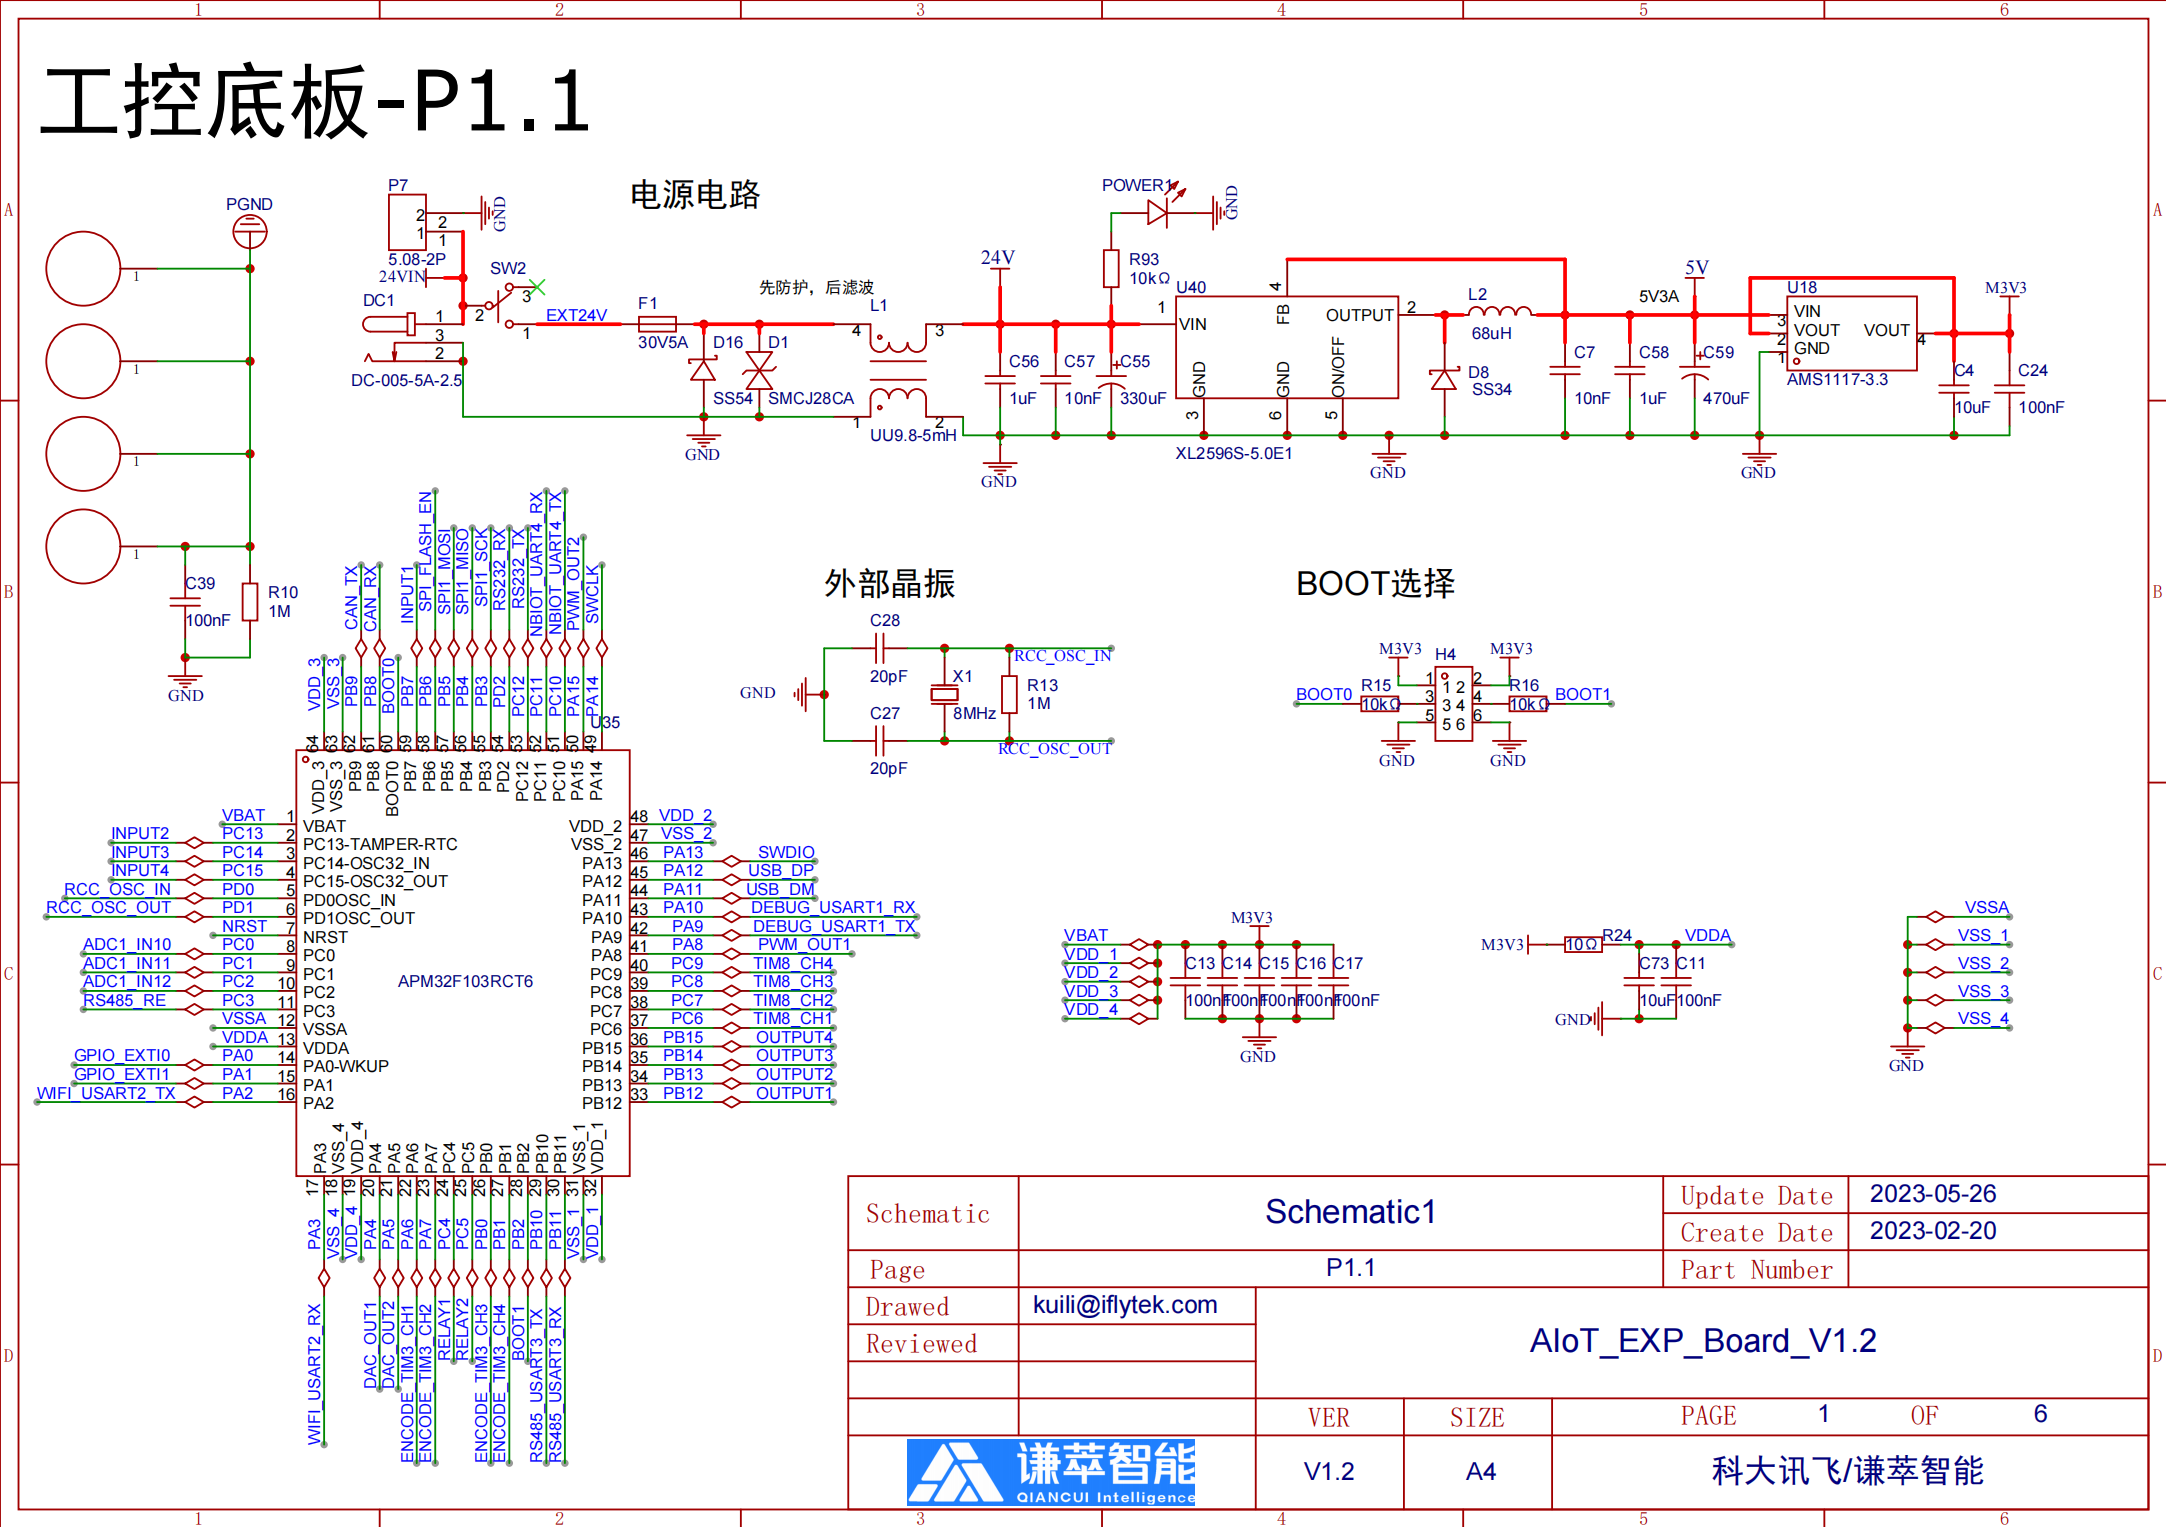 工控底板-P1.1
电源电路
PGND
1
1
1
1
C39
100nF
R10
1M
GND
P7
2
1
2
1
5.08-2P
GND
24VIN
DC1
1
3
2
DC-005-5A-2.5
SW2
2
3
1
EXT24V
F1
30V5A
D16
SS54
D1
SMCJ28CA
GND
先防护，后滤波
L1
4
3
1
2
UU9.8-5mH
24V
C56
1uF
C57
10nF
C55
330uF
GND
POWER1
GND
R93
10kΩ
U40
1
VIN
4
FB
OUTPUT
2
GND
GND
ON/OFF
3
6
5
XL2596S-5.0E1
GND
L2
68uH
D8
SS34
5V3A
5V
C7
10nF
C58
1uF
C59
470uF
U18
VIN
VOUT
GND
VOUT
3
2
1
4
AMS1117-3.3
GND
M3V3
C4
10uF
C24
100nF
外部晶振
C28
20pF
C27
20pF
GND
X1
8MHz
R13
1M
RCC_OSC_IN
RCC_OSC_OUT
BOOT选择
M3V3
H4
M3V3
BOOT0
R15
10kΩ
1
3
5
1 2
3 4
5 6
2
4
6
R16
10kΩ
BOOT1
GND
GND
CAN_TX
CAN_RX
INPUT1
SPI_FLASH_EN
SPI1_MOSI
SPI1_MISO
SPI1_SCK
RS232_RX
RS232_TX
NBIOT_UART4_RX
NBIOT_UART4_TX
PWM_OUT2
SWCLK
VDD_3
VSS_3
PB9
PB8
BOOT0
PB7
PB6
PB5
PB4
PB3
PD2
PC12
PC11
PC10
PA15
PA14
U35
64 63 62 61 60 59 58 57 56 55 54 53 52 51 50 49
VDD_3
VSS_3
PB9
PB8
BOOT0
PB7
PB6
PB5
PB4
PB3
PD2
PC12
PC11
PC10
PA15
PA14
VBAT 1 VBAT
INPUT2 PC13 2 PC13-TAMPER-RTC
INPUT3 PC14 3 PC14-OSC32_IN
INPUT4 PC15 4 PC15-OSC32_OUT
RCC_OSC_IN PD0 5 PD0OSC_IN
RCC_OSC_OUT PD1 6 PD1OSC_OUT
NRST 7 NRST
ADC1_IN10 PC0 8 PC0
ADC1_IN11 PC1 9 PC1
ADC1_IN12 PC2 10 PC2
RS485_RE PC3 11 PC3
VSSA 12 VSSA
VDDA 13 VDDA
GPIO_EXTI0 PA0 14 PA0-WKUP
GPIO_EXTI1 PA1 15 PA1
WIFI_USART2_TX PA2 16 PA2
APM32F103RCT6
VDD_2 48 VDD_2
VSS_2 47 VSS_2
PA13 46 PA13 SWDIO
PA12 45 PA12 USB_DP
PA11 44 PA11 USB_DM
PA10 43 PA10 DEBUG_USART1_RX
PA9 42 PA9 DEBUG_USART1_TX
PA8 41 PA8 PWM_OUT1
PC9 40 PC9 TIM8_CH4
PC8 39 PC8 TIM8_CH3
PC7 38 PC7 TIM8_CH2
PC6 37 PC6 TIM8_CH1
PB15 36 PB15 OUTPUT4
PB14 35 PB14 OUTPUT3
PB13 34 PB13 OUTPUT2
PB12 33 PB12 OUTPUT1
PA3
VSS_4
VDD_4
PA4
PA5
PA6
PA7
PC4
PC5
PB0
PB1
PB2
PB10
PB11
VSS_1
VDD_1
17 18 19 20 21 22 23 24 25 26 27 28 29 30 31 32
PA3
VSS_4
VDD_4
PA4
PA5
PA6
PA7
PC4
PC5
PB0
PB1
PB2
PB10
PB11
VSS_1
VDD_1
WIFI_USART2_RX
DAC_OUT1
DAC_OUT2
ENCODE_TIM3_CH1
ENCODE_TIM3_CH2
RELAY1
RELAY2
ENCODE_TIM3_CH3
ENCODE_TIM3_CH4
BOOT1
RS485_USART3_TX
RS485_USART3_RX
M3V3
VBAT
VDD_1
VDD_2
VDD_3
VDD_4
C13 C14 C15 C16 C17
100nF 100nF 100nF 100nF 100nF
GND
M3V3
R24
10Ω
VDDA
C73
10uF
C11
100nF
GND
VSSA
VSS_1
VSS_2
VSS_3
VSS_4
GND
Schematic
Schematic1
Update Date
2023-05-26
Create Date
2023-02-20
Page
P1.1
Part Number
Drawed
kuili@iflytek.com
Reviewed
AIoT_EXP_Board_V1.2
VER
SIZE
PAGE 1 OF 6
谦萃智能
QIANCUI Intelligence
V1.2
A4
科大讯飞/谦萃智能
1 2 3 4 5 6
1 2 3 4 5 6
A
B
C
D
A
B
C
D